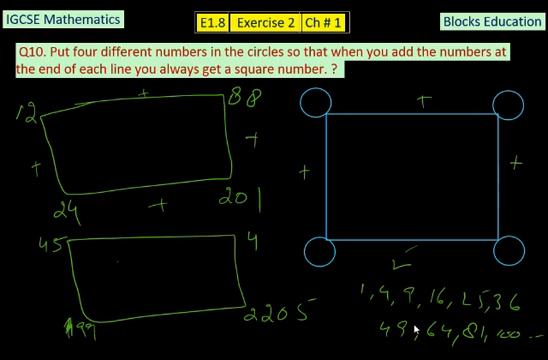 IGCSE Mathematics
E1.8 Exercise 2 Ch # 1
Blocks Education
Q10. Put four different numbers in the circles so that when you add the numbers at
the end of each line you always get a square number. ?
12 + 88
+ +
24 + 201
45 4
199 2205
+
+ +
1, 4, 9, 16, 25, 36
49, 64, 81, 100 ...